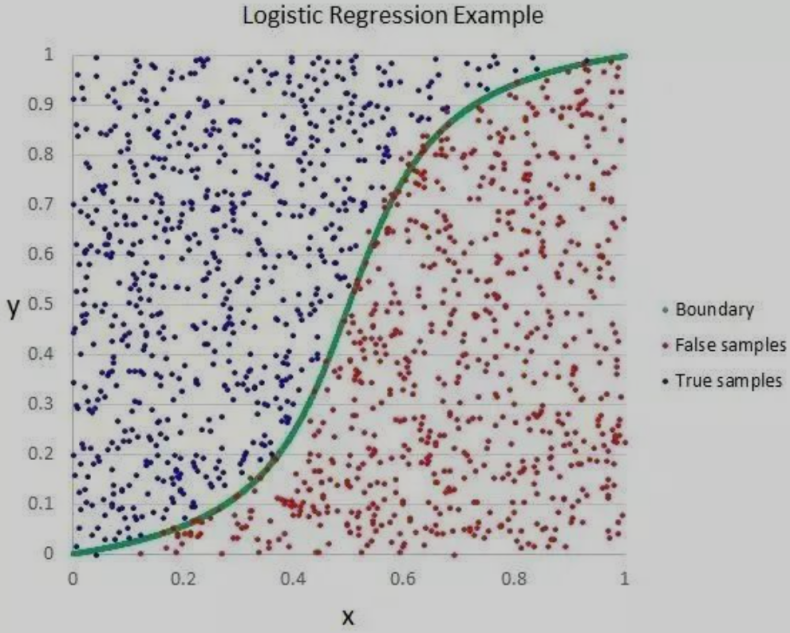 Logistic Regression Example
1
0.9
0.8
0.7
0.6
0.5
0.4
0.3
0.2
0.1
0
y
0 0.2 0.4 0.6 0.8 1
x
Boundary
False samples
True samples